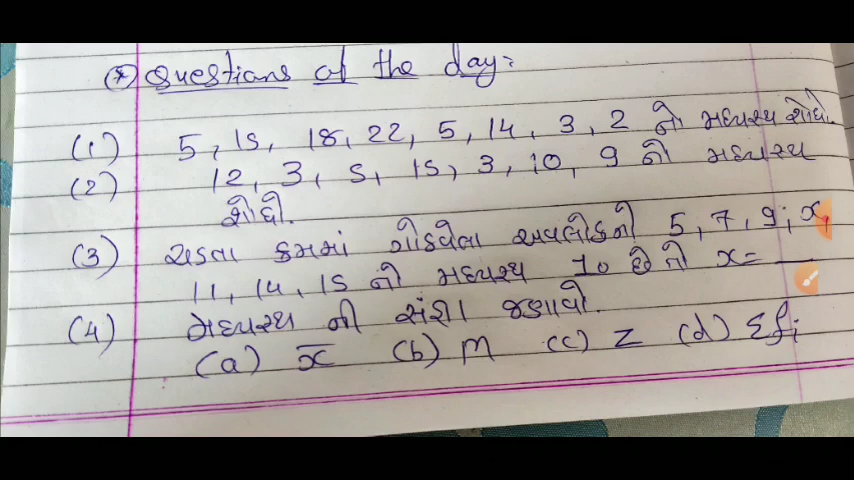 (*) Questions of the day:
(1) 5, 15, 18, 22, 5, 14, 3, 2 નો મધ્યસ્થ શોધો.
(2) 12, 3, 5, 15, 3, 10, 9 નો મધ્યસ્થ
શોધો.
(3) ચડતા ક્રમમાં ગોઠવેલા અવલોકનો 5, 7, 9, x,
11, 14, 15 નો મધ્યસ્થ 10 છે તો x = __
(4) મધ્યસ્થ ની સંજ્ઞા જણાવો.
(a) x̄ (b) M (c) Z (d) Σfi